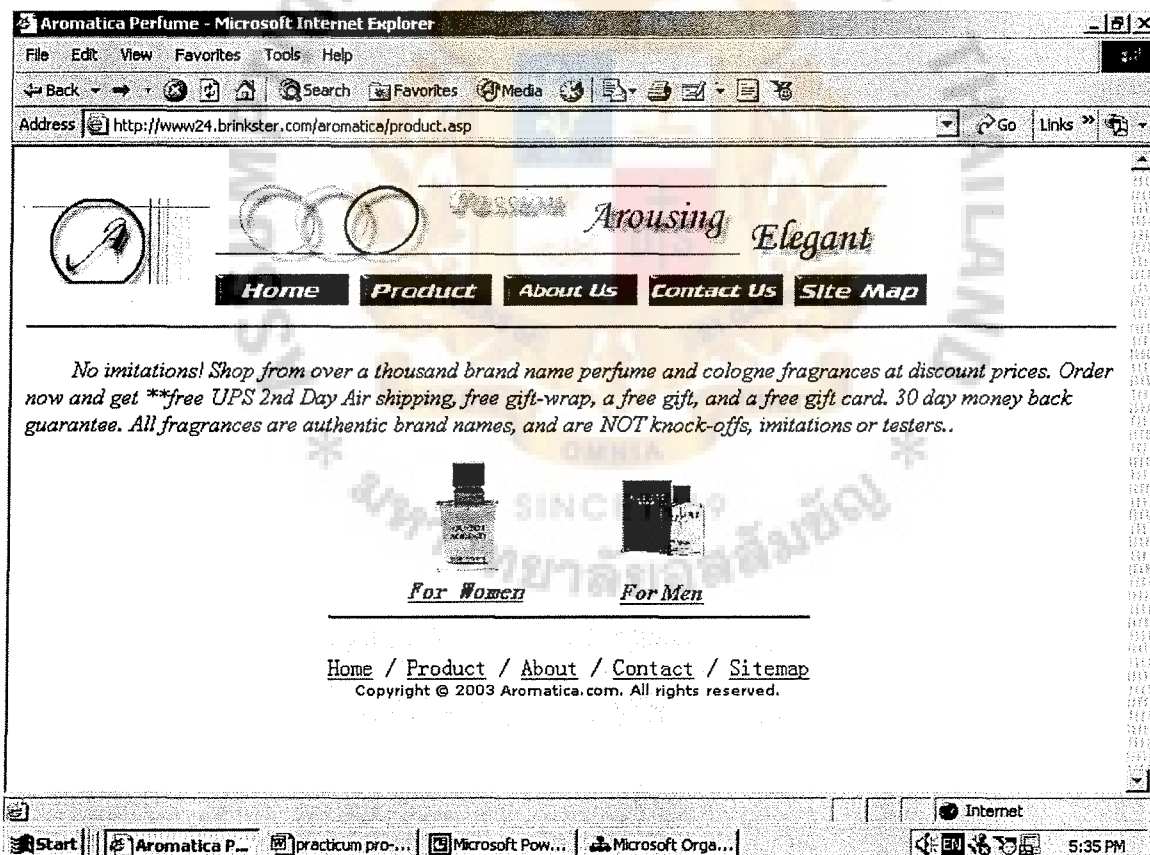 Aromatica Perfume - Microsoft Internet Explorer
File Edit View Favorites Tools Help
Back Search Favorites Media
Address http://www24.brinkster.com/aromatica/product.asp Go Links »
Passion Arousing Elegant
Home Product About Us Contact Us Site Map
No imitations! Shop from over a thousand brand name perfume and cologne fragrances at discount prices. Order
now and get **free UPS 2nd Day Air shipping, free gift-wrap, a free gift, and a free gift card. 30 day money back
guarantee. All fragrances are authentic brand names, and are NOT knock-offs, imitations or testers..
THAILAND
OMNIA
SINCE
For Women For Men
Home / Product / About / Contact / Sitemap
Copyright © 2003 Aromatica.com. All rights reserved.
Internet
Start Aromatica P... practicum pro-... Microsoft Pow... Microsoft Orga... EN 5:35 PM